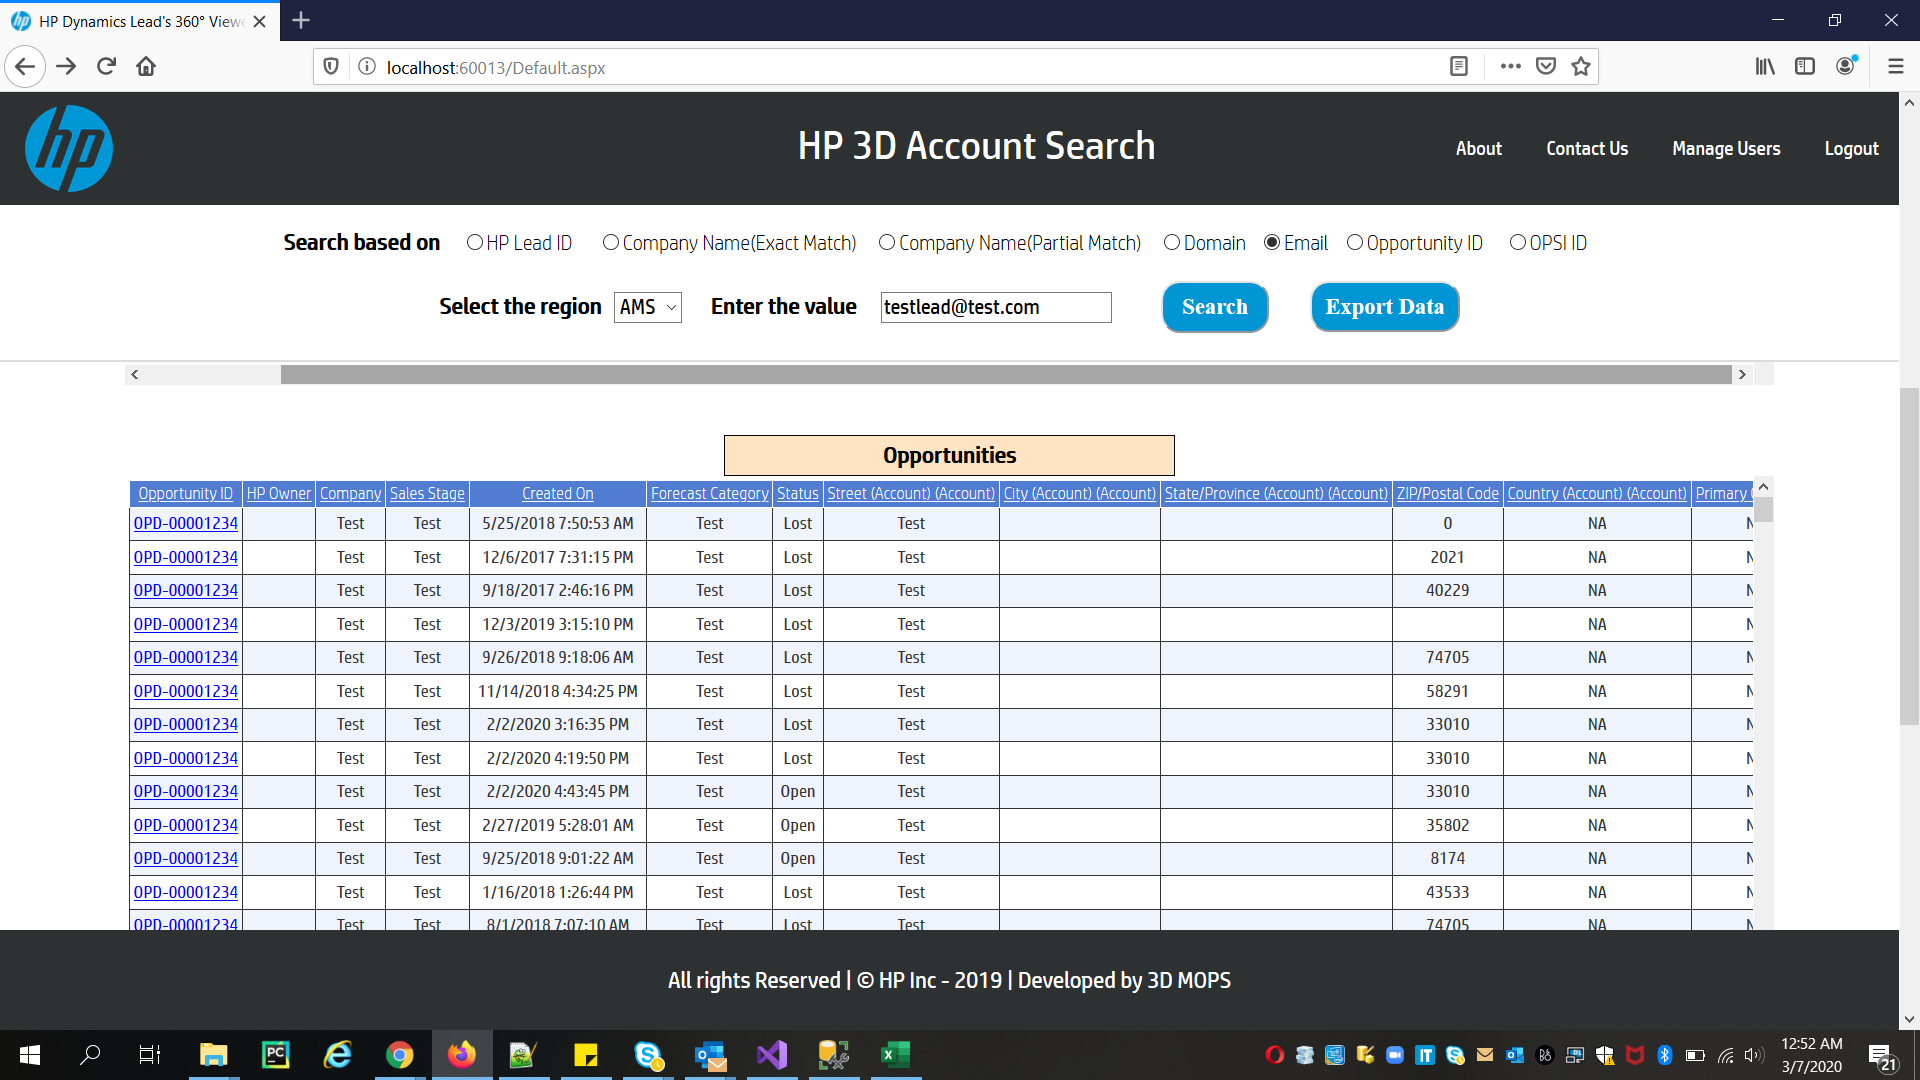 HP Dynamics Lead's 360° View
localhost:60013/Default.aspx
hp
HP 3D Account Search
About Contact Us Manage Users Logout
Search based on HP Lead ID Company Name(Exact Match) Company Name(Partial Match) Domain Email Opportunity ID OPSI ID
Select the region AMS Enter the value testlead@test.com Search Export Data
Opportunities
Opportunity ID HP Owner Company Sales Stage Created On Forecast Category Status Street (Account) (Account) City (Account) (Account) State/Province (Account) (Account) ZIP/Postal Code Country (Account) (Account) Primary
OPD-00001234 Test Test 5/25/2018 7:50:53 AM Test Lost Test 0 NA N
OPD-00001234 Test Test 12/6/2017 7:31:15 PM Test Lost Test 2021 NA N
OPD-00001234 Test Test 9/18/2017 2:46:16 PM Test Lost Test 40229 NA N
OPD-00001234 Test Test 12/3/2019 3:15:10 PM Test Lost Test NA N
OPD-00001234 Test Test 9/26/2018 9:18:06 AM Test Lost Test 74705 NA N
OPD-00001234 Test Test 11/14/2018 4:34:25 PM Test Lost Test 58291 NA N
OPD-00001234 Test Test 2/2/2020 3:16:35 PM Test Lost Test 33010 NA N
OPD-00001234 Test Test 2/2/2020 4:19:50 PM Test Lost Test 33010 NA N
OPD-00001234 Test Test 2/2/2020 4:43:45 PM Test Open Test 33010 NA N
OPD-00001234 Test Test 2/27/2019 5:28:01 AM Test Open Test 35802 NA N
OPD-00001234 Test Test 9/25/2018 9:01:22 AM Test Open Test 8174 NA N
OPD-00001234 Test Test 1/16/2018 1:26:44 PM Test Lost Test 43533 NA N
OPD-00001234 Test Test 8/1/2018 7:07:10 AM Test Lost Test 74705 NA N
All rights Reserved | © HP Inc - 2019 | Developed by 3D MOPS
12:52 AM
3/7/2020
21